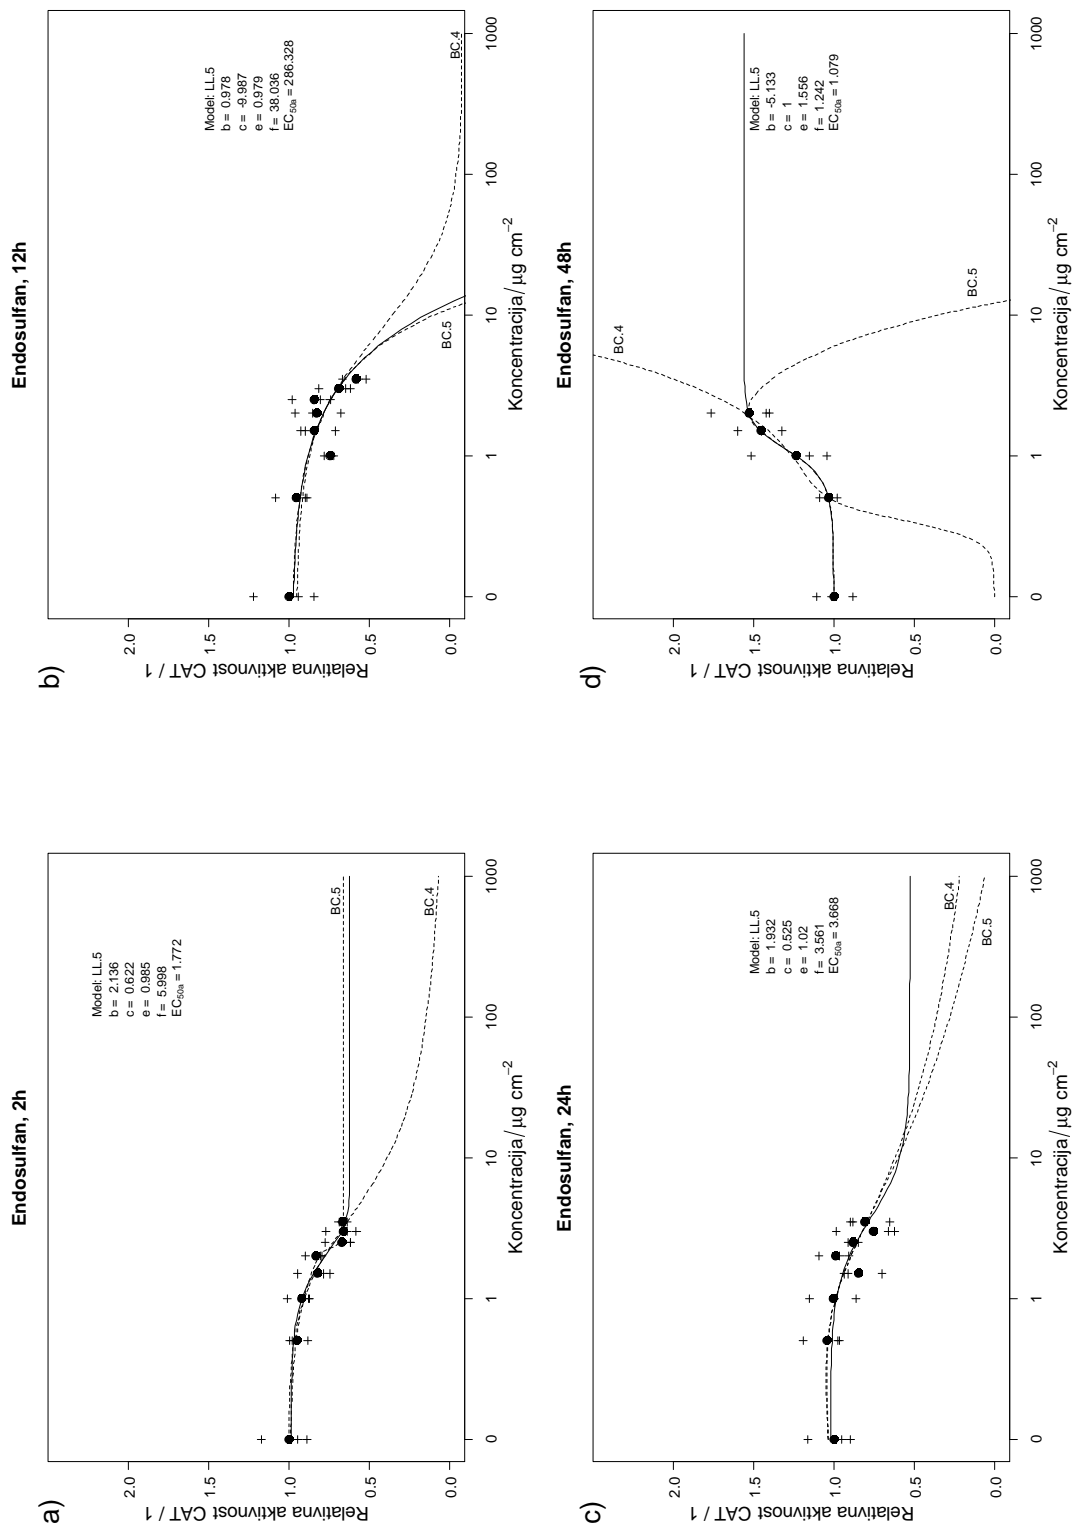 a)
Endosulfan, 2h
Relativna aktivnost CAT / 1
2.0
1.5
1.0
0.5
0.0
Model: LL.5
b = 2.136
c = 0.622
e = 0.985
f = 5.998
EC50a = 1.772
BC.5
BC.4
0 1 10 100 1000
Koncentracija/µg cm−2
b)
Endosulfan, 12h
Relativna aktivnost CAT / 1
2.0
1.5
1.0
0.5
0.0
Model: LL.5
b = 0.978
c = -9.987
e = 0.979
f = 38.036
EC50a = 286.328
BC.4
BC.5
0 1 10 100 1000
Koncentracija/µg cm−2
c)
Endosulfan, 24h
Relativna aktivnost CAT / 1
2.0
1.5
1.0
0.5
0.0
Model: LL.5
b = 1.932
c = 0.525
e = 1.02
f = 3.561
EC50a = 3.668
BC.4
BC.5
0 1 10 100 1000
Koncentracija/µg cm−2
d)
Endosulfan, 48h
Relativna aktivnost CAT / 1
2.0
1.5
1.0
0.5
0.0
BC.4
Model: LL.5
b = -5.133
c = 1
e = 1.556
f = 1.242
EC50a = 1.079
BC.5
0 1 10 100 1000
Koncentracija/µg cm−2